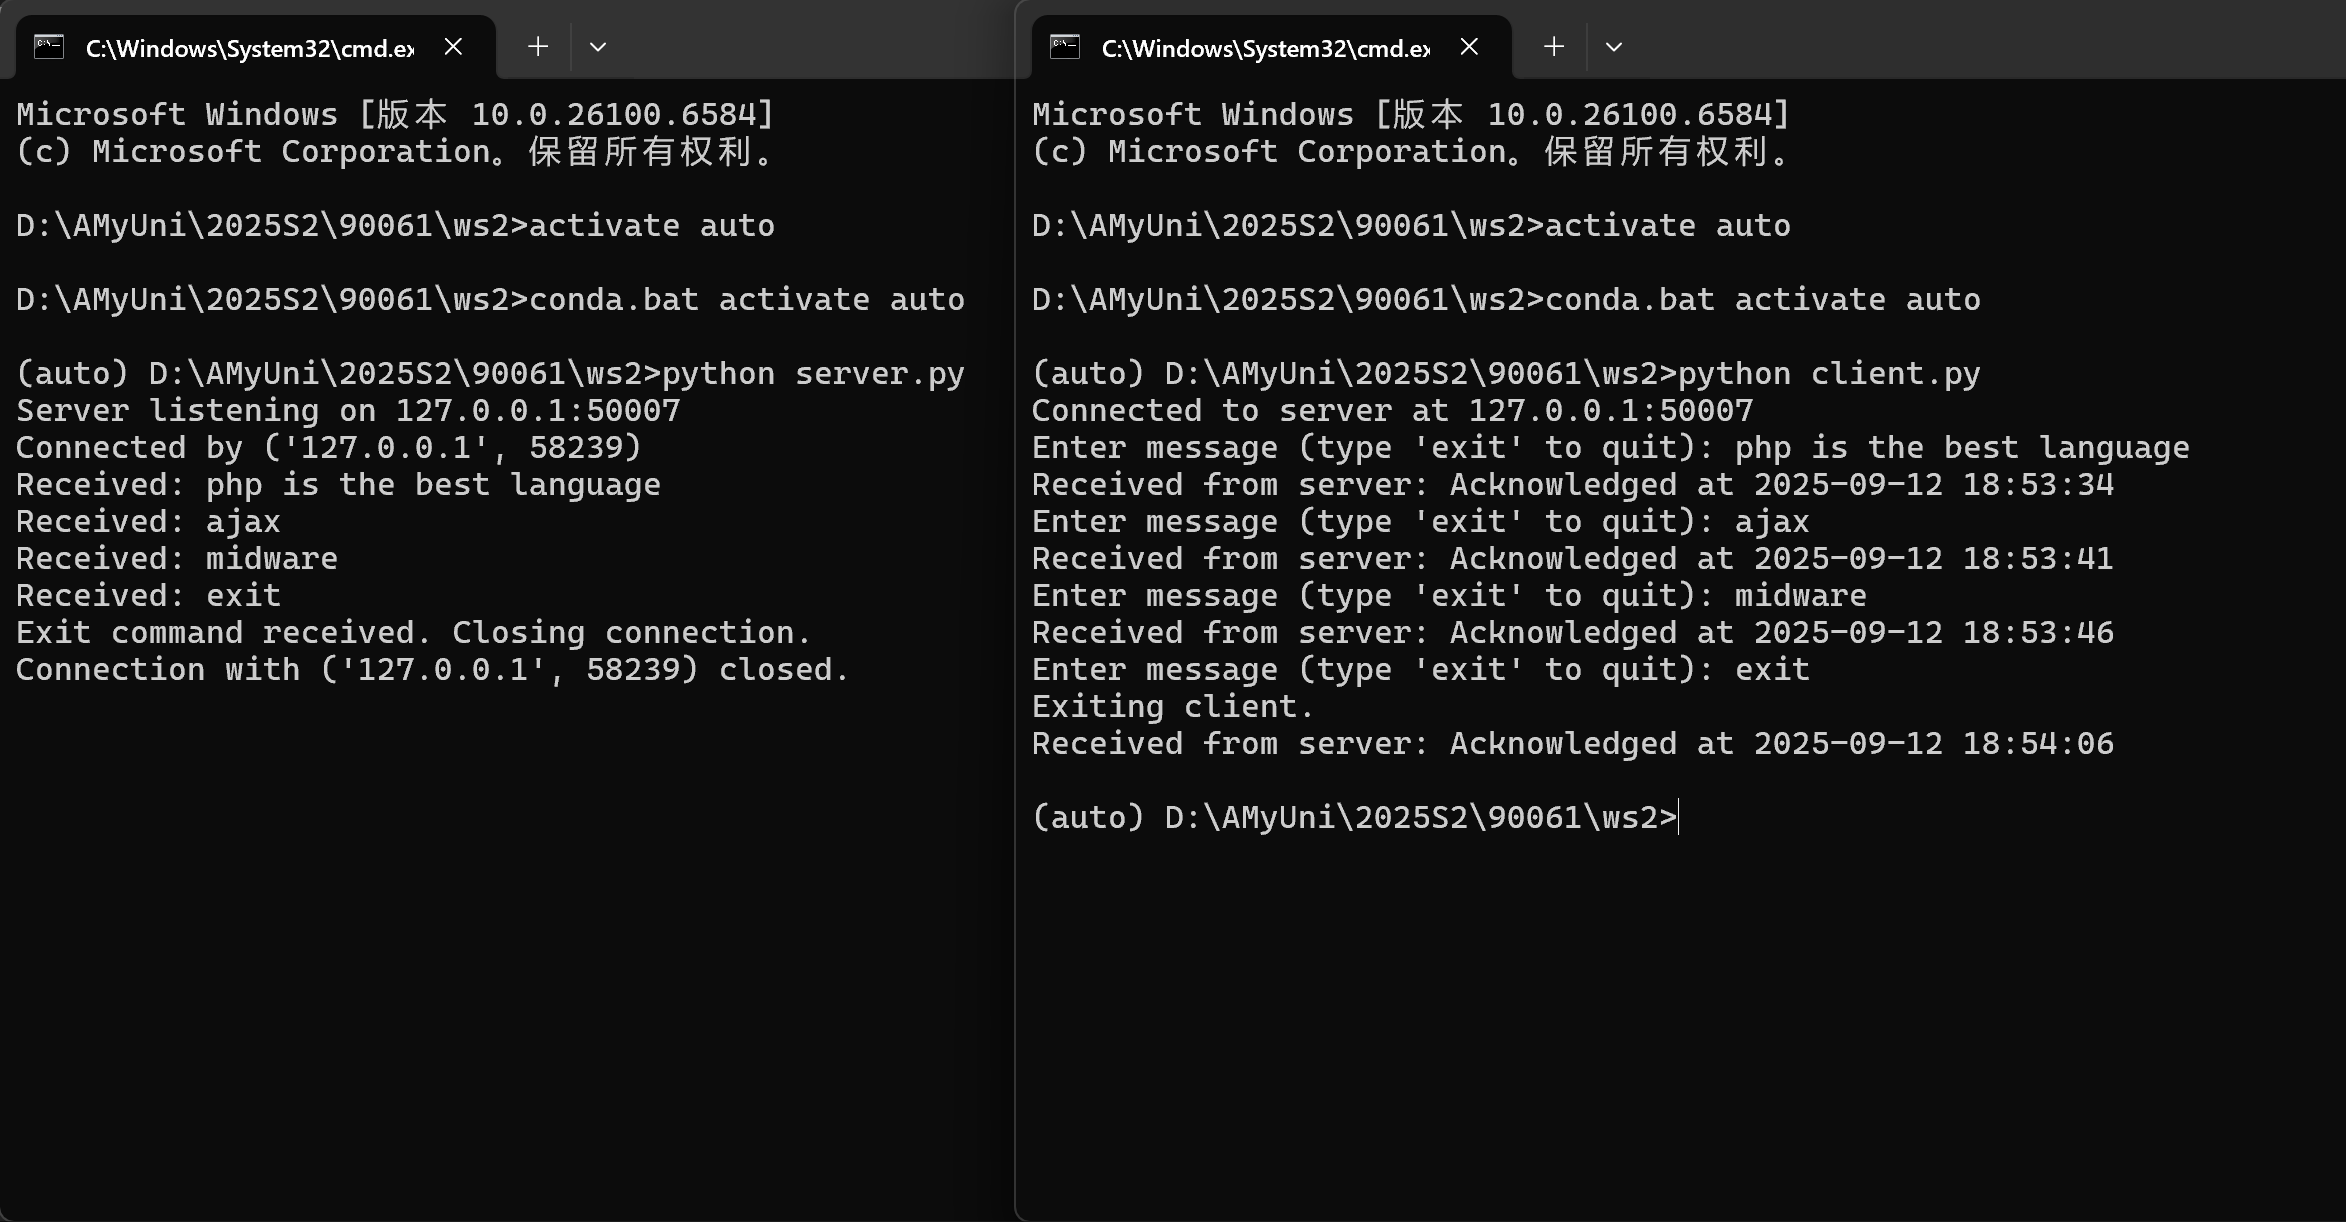 C:\Windows\System32\cmd.ex
Microsoft Windows [版本 10.0.26100.6584]
(c) Microsoft Corporation。保留所有权利。
D:\AMyUni\2025S2\90061\ws2>activate auto
D:\AMyUni\2025S2\90061\ws2>conda.bat activate auto
(auto) D:\AMyUni\2025S2\90061\ws2>python server.py
Server listening on 127.0.0.1:50007
Connected by ('127.0.0.1', 58239)
Received: php is the best language
Received: ajax
Received: midware
Received: exit
Exit command received. Closing connection.
Connection with ('127.0.0.1', 58239) closed.
C:\Windows\System32\cmd.ex
Microsoft Windows [版本 10.0.26100.6584]
(c) Microsoft Corporation。保留所有权利。
D:\AMyUni\2025S2\90061\ws2>activate auto
D:\AMyUni\2025S2\90061\ws2>conda.bat activate auto
(auto) D:\AMyUni\2025S2\90061\ws2>python client.py
Connected to server at 127.0.0.1:50007
Enter message (type 'exit' to quit): php is the best language
Received from server: Acknowledged at 2025-09-12 18:53:34
Enter message (type 'exit' to quit): ajax
Received from server: Acknowledged at 2025-09-12 18:53:41
Enter message (type 'exit' to quit): midware
Received from server: Acknowledged at 2025-09-12 18:53:46
Enter message (type 'exit' to quit): exit
Exiting client.
Received from server: Acknowledged at 2025-09-12 18:54:06
(auto) D:\AMyUni\2025S2\90061\ws2>